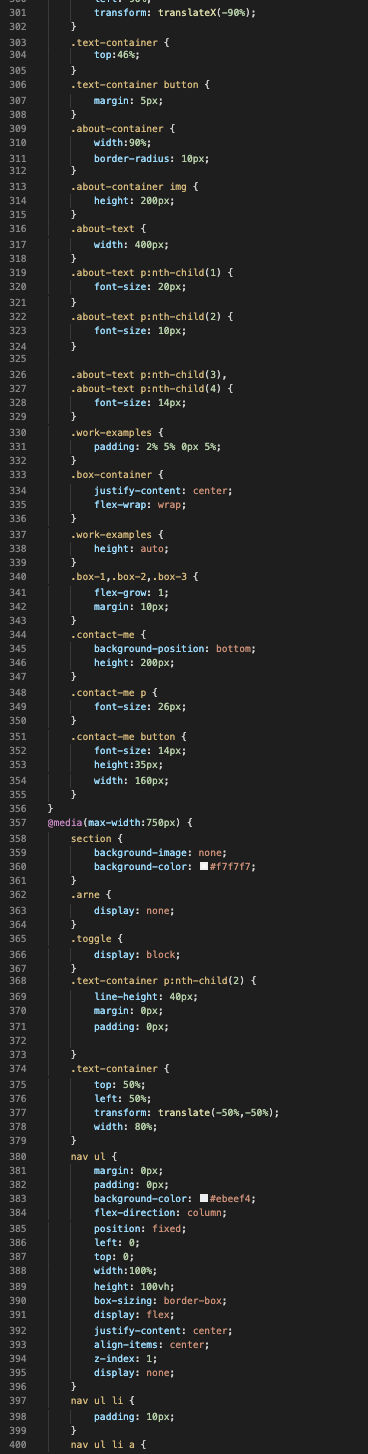 301 transform: translateX(-90%);
302 }
303 .text-container {
304 top:46%;
305 }
306 .text-container button {
307 margin: 5px;
308 }
309 .about-container {
310 width:90%;
311 border-radius: 10px;
312 }
313 .about-container img {
314 height: 200px;
315 }
316 .about-text {
317 width: 400px;
318 }
319 .about-text p:nth-child(1) {
320 font-size: 20px;
321 }
322 .about-text p:nth-child(2) {
323 font-size: 10px;
324 }
325
326 .about-text p:nth-child(3),
327 .about-text p:nth-child(4) {
328 font-size: 14px;
329 }
330 .work-examples {
331 padding: 2% 5% 0px 5%;
332 }
333 .box-container {
334 justify-content: center;
335 flex-wrap: wrap;
336 }
337 .work-examples {
338 height: auto;
339 }
340 .box-1,.box-2,.box-3 {
341 flex-grow: 1;
342 margin: 10px;
343 }
344 .contact-me {
345 background-position: bottom;
346 height: 200px;
347 }
348 .contact-me p {
349 font-size: 26px;
350 }
351 .contact-me button {
352 font-size: 14px;
353 height:35px;
354 width: 160px;
355 }
356 }
357 @media(max-width:750px) {
358 section {
359 background-image: none;
360 background-color: #f7f7f7;
361 }
362 .arne {
363 display: none;
364 }
365 .toggle {
366 display: block;
367 }
368 .text-container p:nth-child(2) {
369 line-height: 40px;
370 margin: 0px;
371 padding: 0px;
372
373 }
374 .text-container {
375 top: 50%;
376 left: 50%;
377 transform: translate(-50%,-50%);
378 width: 80%;
379 }
380 nav ul {
381 margin: 0px;
382 padding: 0px;
383 background-color: #ebeef4;
384 flex-direction: column;
385 position: fixed;
386 left: 0;
387 top: 0;
388 width:100%;
389 height: 100vh;
390 box-sizing: border-box;
391 display: flex;
392 justify-content: center;
393 align-items: center;
394 z-index: 1;
395 display: none;
396 }
397 nav ul li {
398 padding: 10px;
399 }
400 nav ul li a {